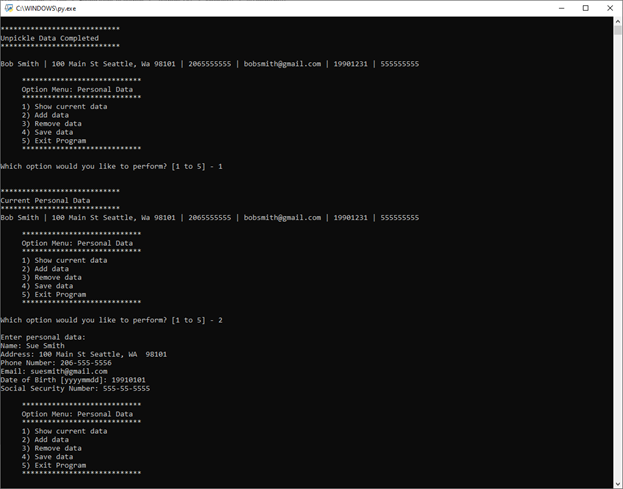 C:\WINDOWS\py.exe
****************************
Unpickle Data Completed
****************************
Bob Smith | 100 Main St Seattle, Wa 98101 | 2065555555 | bobsmith@gmail.com | 19901231 | 555555555
****************************
Option Menu: Personal Data
****************************
1) Show current data
2) Add data
3) Remove data
4) Save data
5) Exit Program
****************************
Which option would you like to perform? [1 to 5] - 1
****************************
Current Personal Data
****************************
Bob Smith | 100 Main St Seattle, Wa 98101 | 2065555555 | bobsmith@gmail.com | 19901231 | 555555555
****************************
Option Menu: Personal Data
****************************
1) Show current data
2) Add data
3) Remove data
4) Save data
5) Exit Program
****************************
Which option would you like to perform? [1 to 5] - 2
Enter personal data:
Name: Sue Smith
Address: 100 Main St Seattle, WA  98101
Phone Number: 206-555-5556
Email: suesmith@gmail.com
Date of Birth [yyyymmdd]: 19910101
Social Security Number: 555-55-5555
****************************
Option Menu: Personal Data
****************************
1) Show current data
2) Add data
3) Remove data
4) Save data
5) Exit Program
****************************